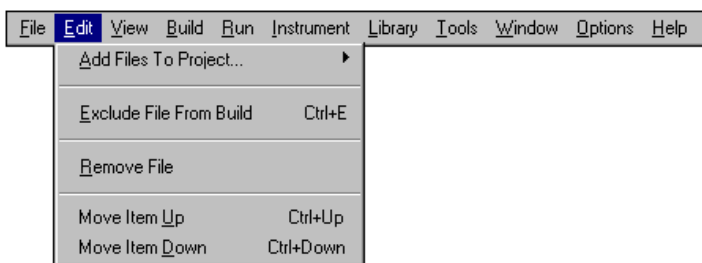 File Edit View Build Run Instrument Library Tools Window Options Help
Add Files To Project...
Exclude File From Build Ctrl+E
Remove File
Move Item Up Ctrl+Up
Move Item Down Ctrl+Down